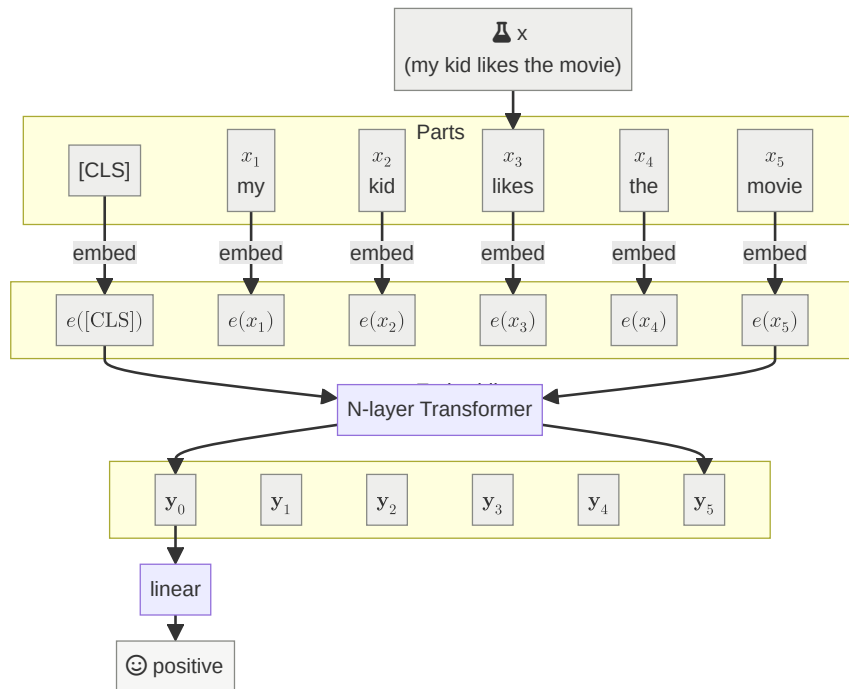 x
(my kid likes the movie)
Parts
[CLS]
x₁ x₂ x₃ x₄ x₅
my kid likes the movie
embed embed embed embed embed embed
e([CLS]) e(x₁) e(x₂) e(x₃) e(x₄) e(x₅)
N-layer Transformer
y₀ y₁ y₂ y₃ y₄ y₅
linear
positive